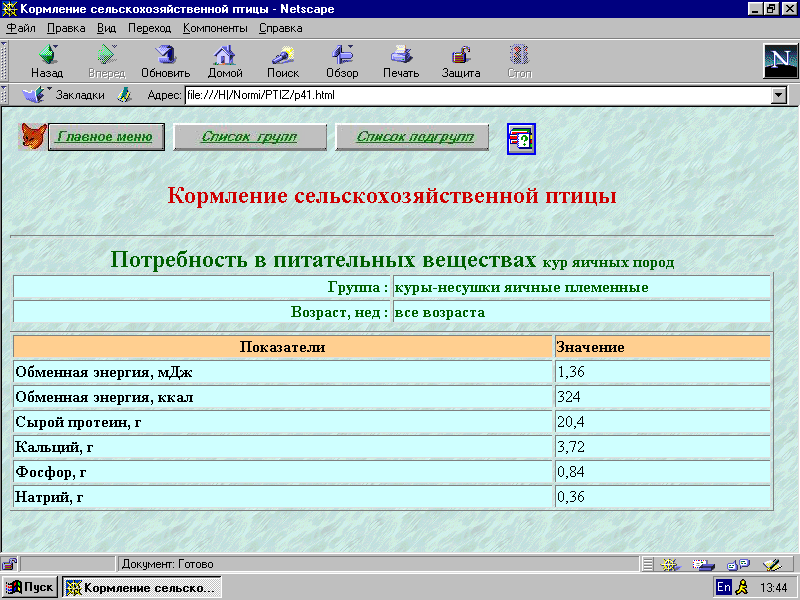 Кормление сельскохозяйственной птицы - Netscape
Файл Правка Вид Переход Компоненты Справка
Назад Вперед Обновить Домой Поиск Обзор Печать Защита Стоп
N
Закладки Адрес: file:///H|/Normi/PTIZ/p41.html
Главное меню Список групп Список подгрупп
Кормление сельскохозяйственной птицы
Потребность в питательных веществах кур яичных пород
Группа : куры-несушки яичные племенные
Возраст, нед : все возраста
Показатели Значение
Обменная энергия, мДж 1,36
Обменная энергия, ккал 324
Сырой протеин, г 20,4
Кальций, г 3,72
Фосфор, г 0,84
Натрий, г 0,36
Документ: Готово
Пуск Кормление сельско... En 13:44